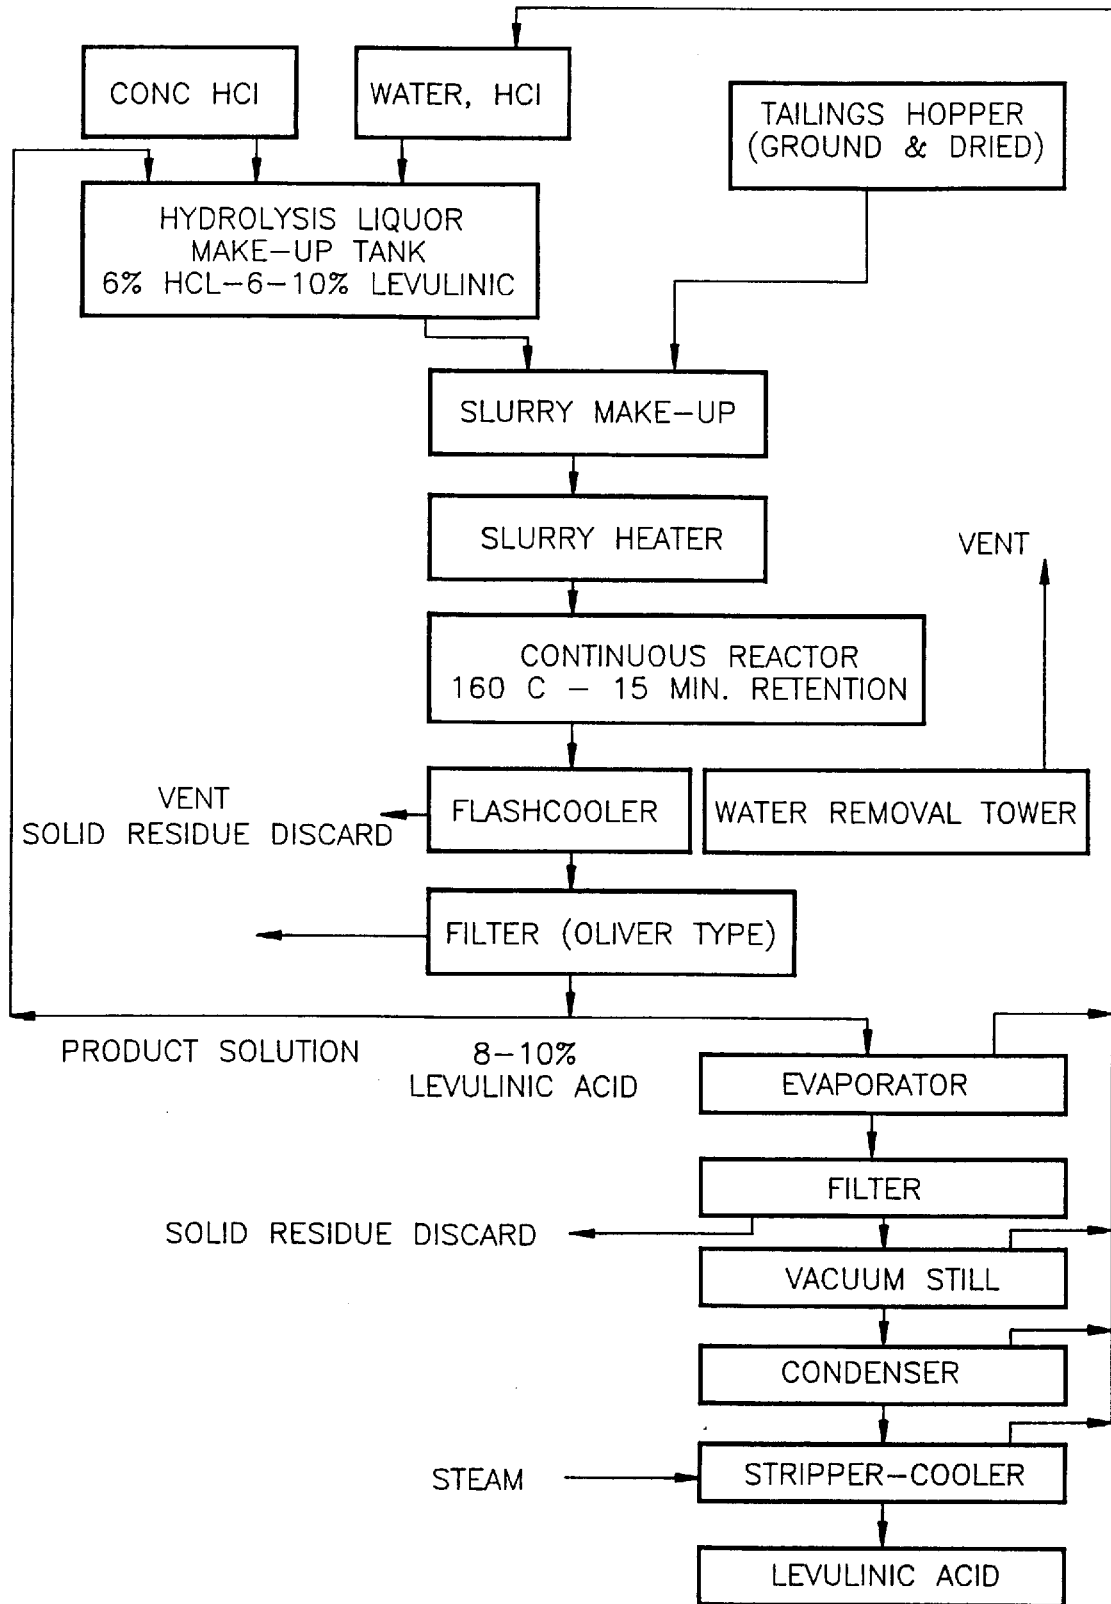 CONC HCl
WATER, HCl
TAILINGS HOPPER
(GROUND & DRIED)
HYDROLYSIS LIQUOR
MAKE-UP TANK
6% HCL-6-10% LEVULINIC
SLURRY MAKE-UP
SLURRY HEATER
VENT
CONTINUOUS REACTOR
160 C - 15 MIN. RETENTION
VENT
SOLID RESIDUE DISCARD
FLASHCOOLER
WATER REMOVAL TOWER
FILTER (OLIVER TYPE)
PRODUCT SOLUTION
8-10%
LEVULINIC ACID
EVAPORATOR
FILTER
SOLID RESIDUE DISCARD
VACUUM STILL
CONDENSER
STEAM
STRIPPER-COOLER
LEVULINIC ACID